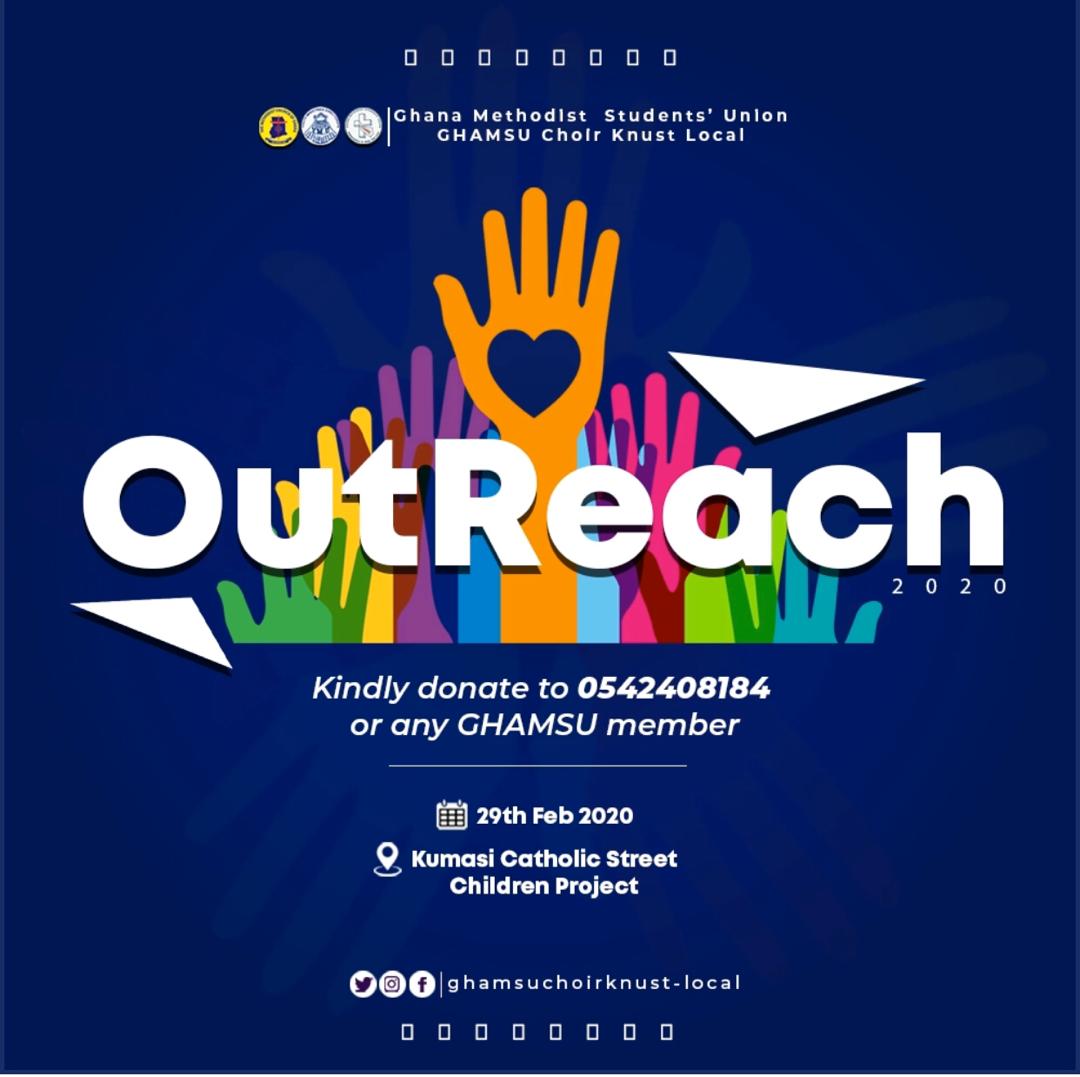 Ghana Methodist Students' Union
GHAMSU Choir Knust Local
OutReach
2020
Kindly donate to 0542408184
or any GHAMSU member
29th Feb 2020
Kumasi Catholic Street
Children Project
ghamsuchoirknust-local